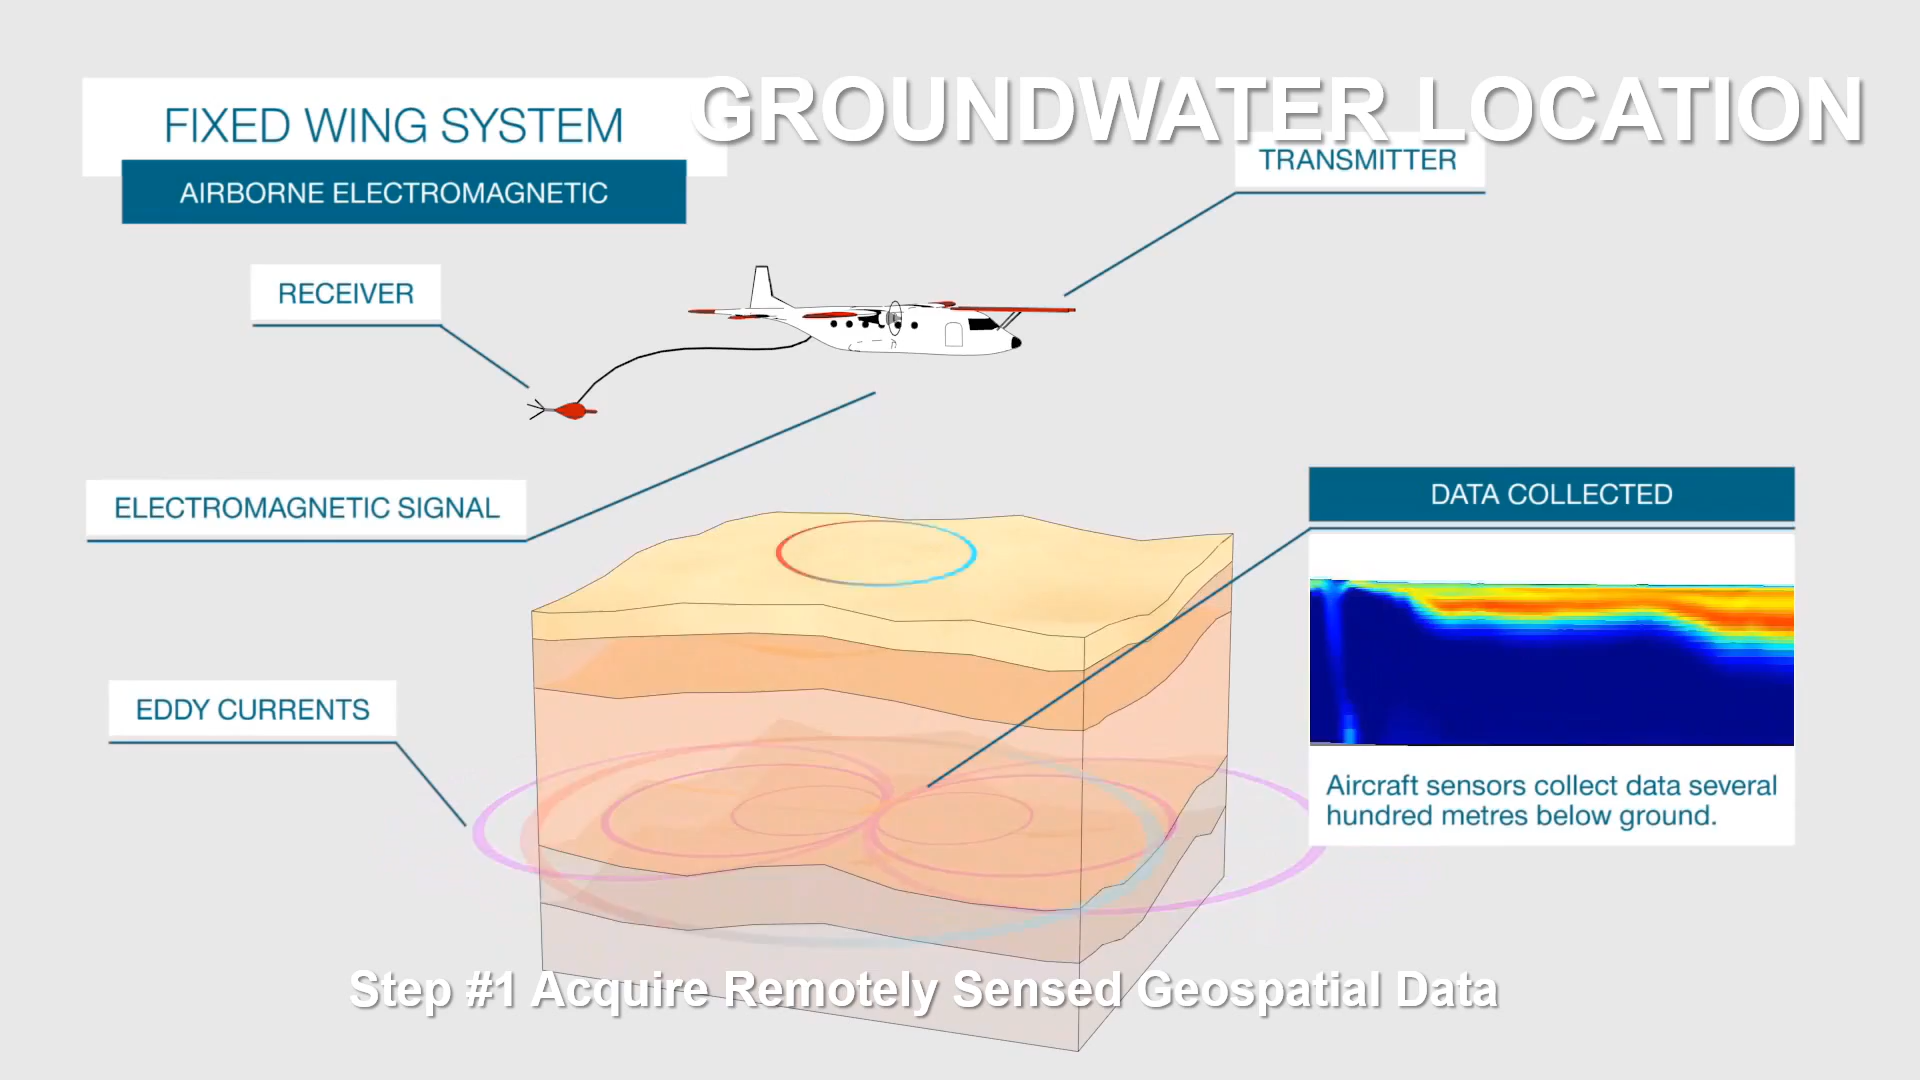 GROUNDWATER LOCATION
FIXED WING SYSTEM
AIRBORNE ELECTROMAGNETIC
TRANSMITTER
RECEIVER
ELECTROMAGNETIC SIGNAL
DATA COLLECTED
EDDY CURRENTS
Aircraft sensors collect data several
hundred metres below ground.
Step #1 Acquire Remotely Sensed Geospatial Data